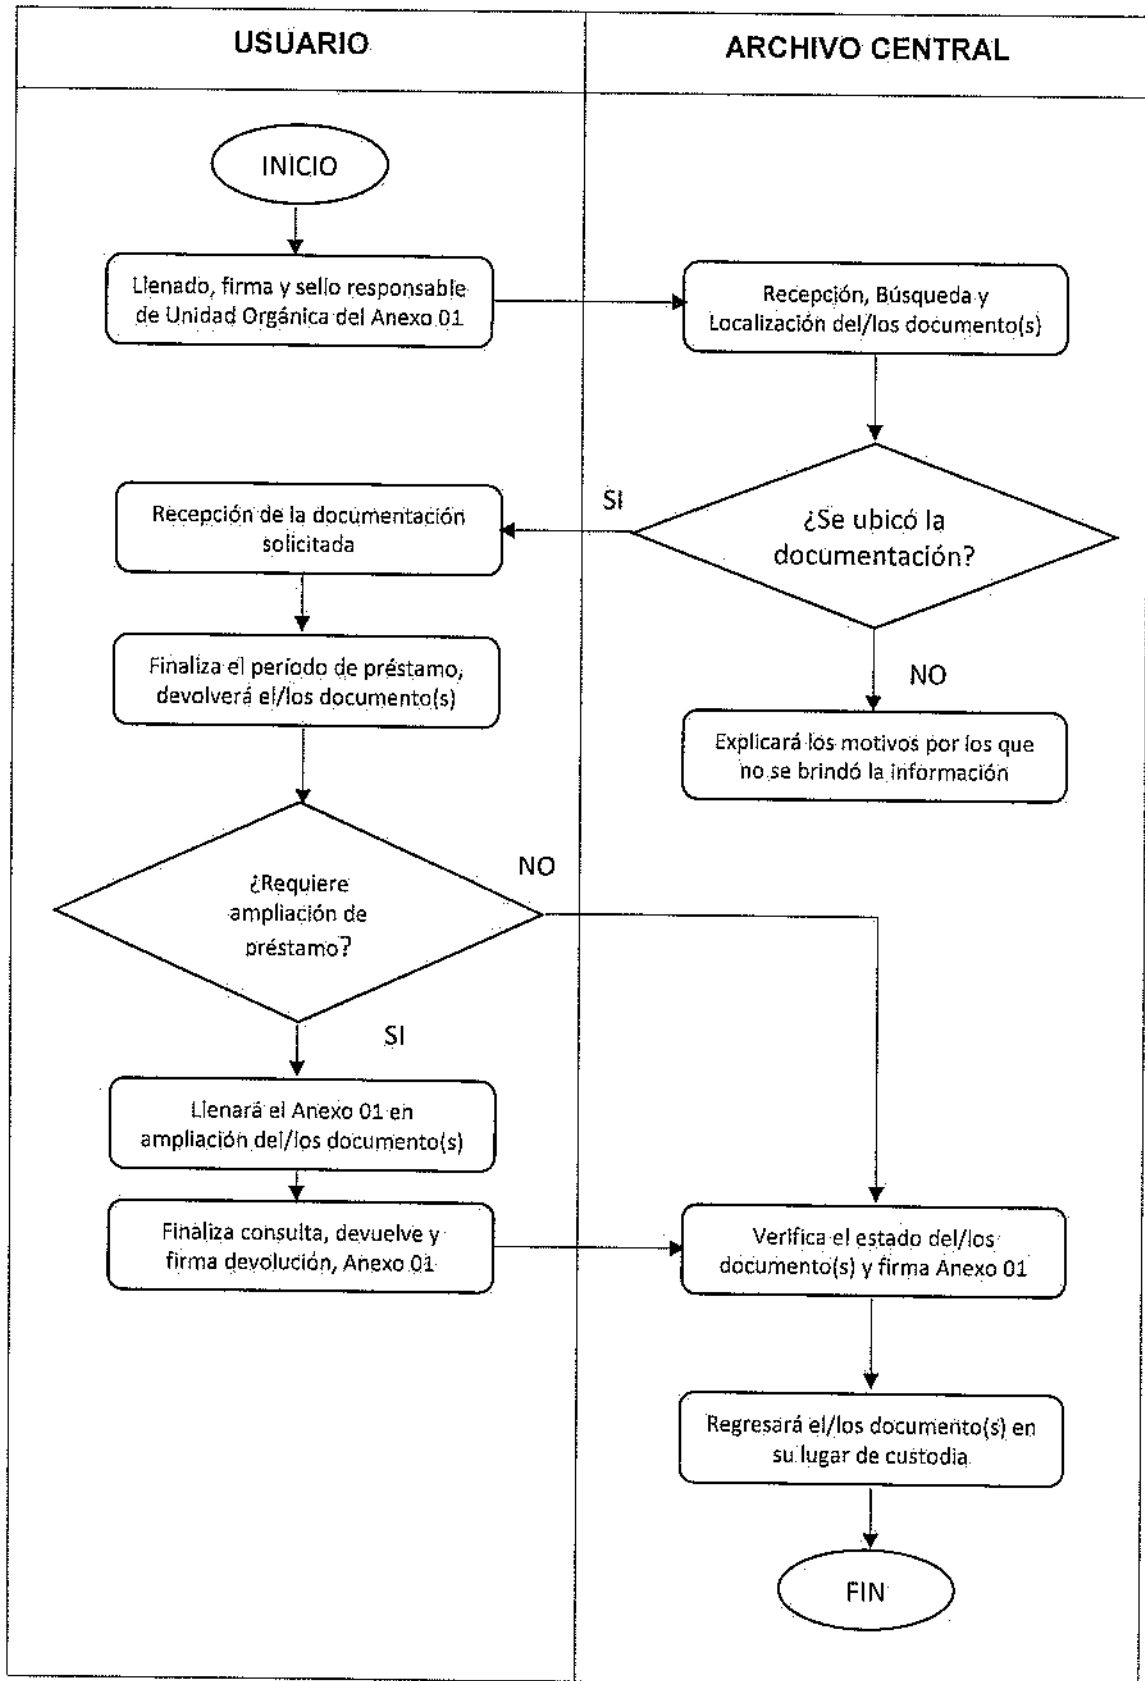 USUARIO
ARCHIVO CENTRAL
INICIO
Llenado, firma y sello responsable
de Unidad Orgánica del Anexo 01
Recepción, Búsqueda y
Localización del/los documento(s)
¿Se ubicó la
documentación?
SI
NO
Recepción de la documentación
solicitada
Finaliza el período de préstamo,
devolverá el/los documento(s)
Explicará los motivos por los que
no se brindó la información
¿Requiere
ampliación de
préstamo?
NO
SI
Llenará el Anexo 01 en
ampliación del/los documento(s)
Finaliza consulta, devuelve y
firma devolución, Anexo 01
Verifica el estado del/los
documento(s) y firma Anexo 01
Regresará el/los documento(s) en
su lugar de custodia
FIN